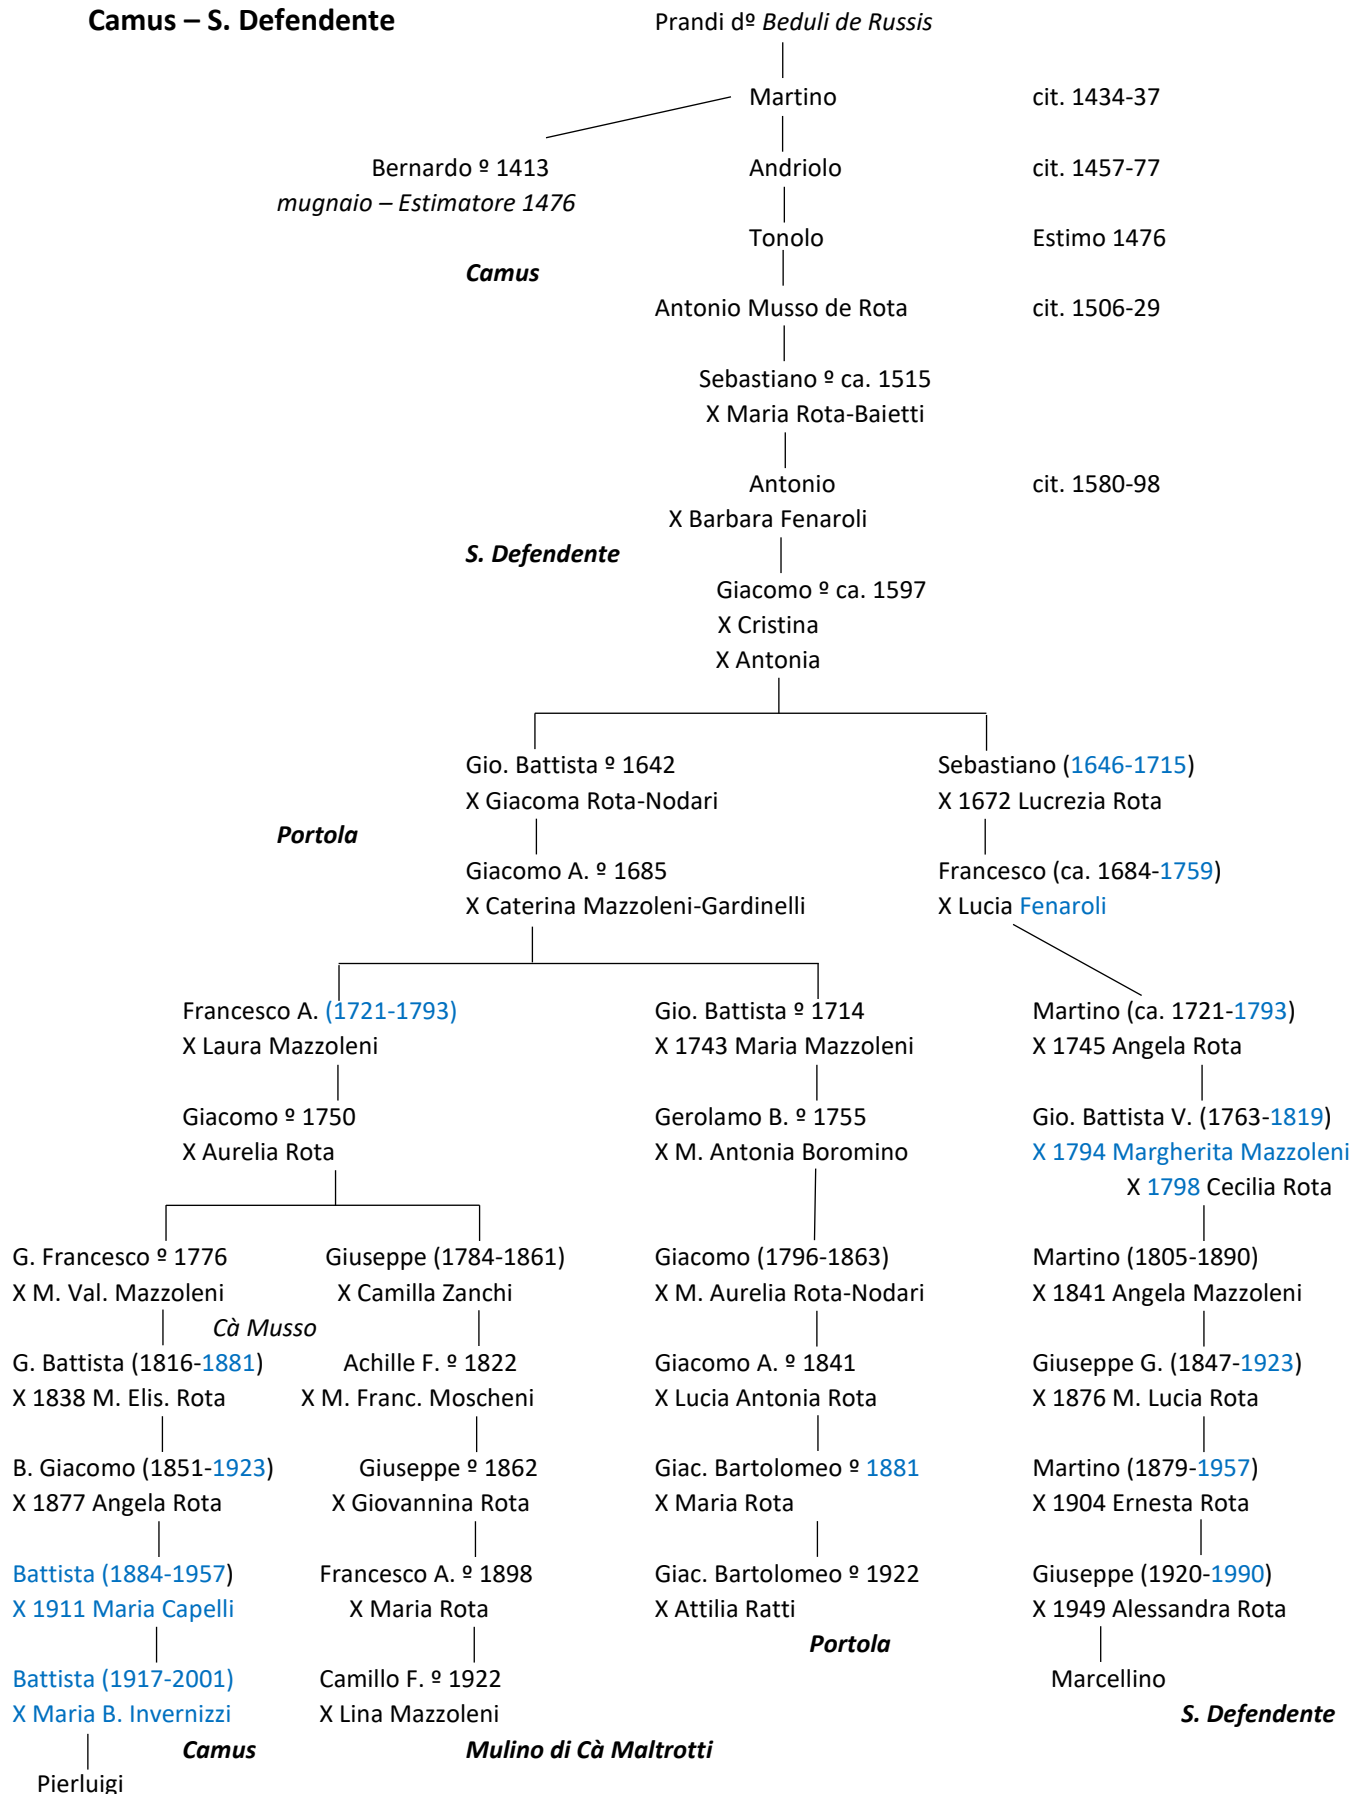 Camus – S. Defendente
Prandi dº Beduli de Russis
Martino cit. 1434-37
Bernardo º 1413 Andriolo cit. 1457-77
mugnaio – Estimatore 1476
Tonolo Estimo 1476
Camus
Antonio Musso de Rota cit. 1506-29
Sebastiano º ca. 1515
X Maria Rota-Baietti
Antonio cit. 1580-98
X Barbara Fenaroli
S. Defendente
Giacomo º ca. 1597
X Cristina
X Antonia
Gio. Battista º 1642 Sebastiano (1646-1715)
X Giacoma Rota-Nodari X 1672 Lucrezia Rota
Portola
Giacomo A. º 1685 Francesco (ca. 1684-1759)
X Caterina Mazzoleni-Gardinelli X Lucia Fenaroli
Francesco A. (1721-1793) Gio. Battista º 1714 Martino (ca. 1721-1793)
X Laura Mazzoleni X 1743 Maria Mazzoleni X 1745 Angela Rota
Giacomo º 1750 Gerolamo B. º 1755 Gio. Battista V. (1763-1819)
X Aurelia Rota X M. Antonia Boromino X 1794 Margherita Mazzoleni
X 1798 Cecilia Rota
G. Francesco º 1776 Giuseppe (1784-1861) Giacomo (1796-1863) Martino (1805-1890)
X M. Val. Mazzoleni X Camilla Zanchi X M. Aurelia Rota-Nodari X 1841 Angela Mazzoleni
Cà Musso
G. Battista (1816-1881) Achille F. º 1822 Giacomo A. º 1841 Giuseppe G. (1847-1923)
X 1838 M. Elis. Rota X M. Franc. Moscheni X Lucia Antonia Rota X 1876 M. Lucia Rota
B. Giacomo (1851-1923) Giuseppe º 1862 Giac. Bartolomeo º 1881 Martino (1879-1957)
X 1877 Angela Rota X Giovannina Rota X Maria Rota X 1904 Ernesta Rota
Battista (1884-1957) Francesco A. º 1898 Giac. Bartolomeo º 1922 Giuseppe (1920-1990)
X 1911 Maria Capelli X Maria Rota X Attilia Ratti X 1949 Alessandra Rota
Portola
Battista (1917-2001) Camillo F. º 1922 Marcellino
X Maria B. Invernizzi X Lina Mazzoleni S. Defendente
Camus Mulino di Cà Maltrotti
Pierluigi